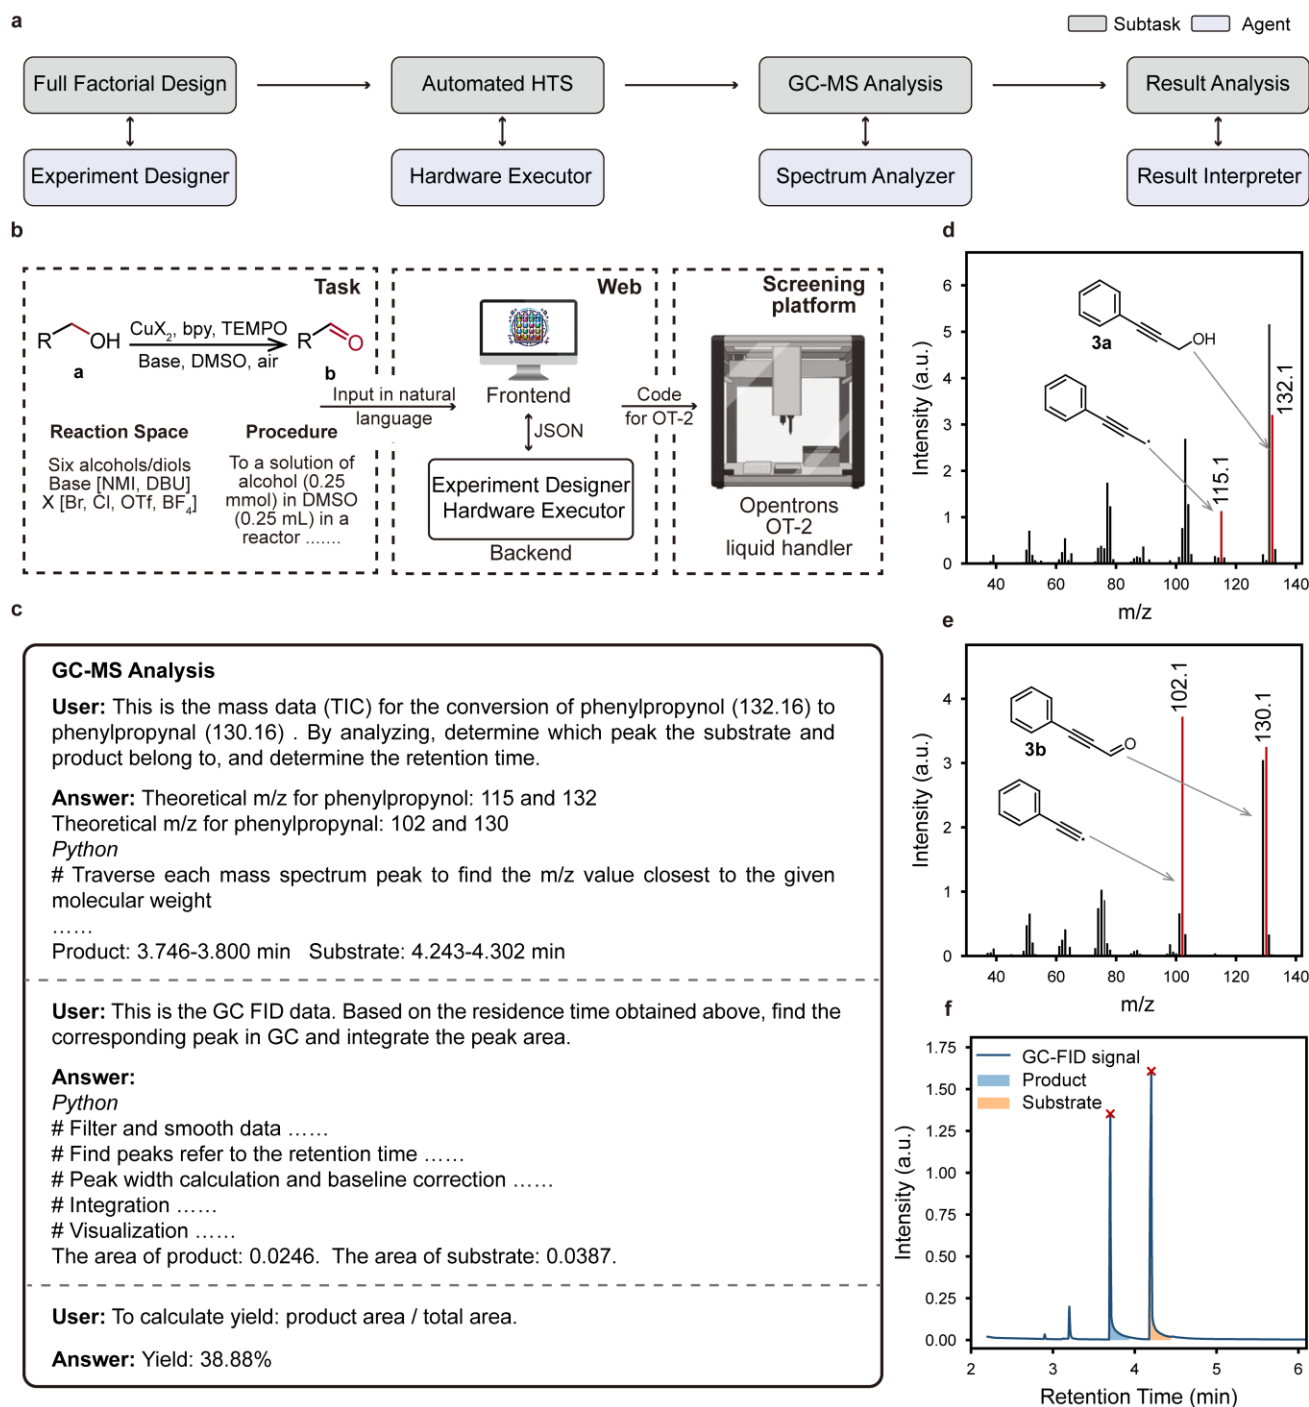 a
Subtask
Agent
Full Factorial Design
Automated HTS
GC-MS Analysis
Result Analysis
Experiment Designer
Hardware Executor
Spectrum Analyzer
Result Interpreter
b
Task
R OH
a
CuX2, bpy, TEMPO
Base, DMSO, air
R O
b
Reaction Space
Six alcohols/diols
Base [NMI, DBU]
X [Br, Cl, OTf, BF4]
Procedure
To a solution of
alcohol (0.25
mmol) in DMSO
(0.25 mL) in a
reactor .......
Input in natural
language
Web
Frontend
JSON
Experiment Designer
Hardware Executor
Backend
Code
for OT-2
Screening
platform
Opentrons
OT-2
liquid handler
c
GC-MS Analysis
User: This is the mass data (TIC) for the conversion of phenylpropynol (132.16) to
phenylpropynal (130.16) . By analyzing, determine which peak the substrate and
product belong to, and determine the retention time.
Answer: Theoretical m/z for phenylpropynol: 115 and 132
Theoretical m/z for phenylpropynal: 102 and 130
Python
# Traverse each mass spectrum peak to find the m/z value closest to the given
molecular weight
……
Product: 3.746-3.800 min Substrate: 4.243-4.302 min
User: This is the GC FID data. Based on the residence time obtained above, find the
corresponding peak in GC and integrate the peak area.
Answer:
Python
# Filter and smooth data ……
# Find peaks refer to the retention time ……
# Peak width calculation and baseline correction ……
# Integration ……
# Visualization ……
The area of product: 0.0246. The area of substrate: 0.0387.
User: To calculate yield: product area / total area.
Answer: Yield: 38.88%
d
Intensity (a.u.)
6
5
4
3
2
1
0
3a
OH
115.1
132.1
40 60 80 100 120 140
m/z
e
Intensity (a.u.)
4
3
2
1
0
3b
O
102.1
130.1
40 60 80 100 120 140
m/z
f
Intensity (a.u.)
1.75
1.50
1.25
1.00
0.75
0.50
0.25
0.00
GC-FID signal
Product
Substrate
2 3 4 5 6
Retention Time (min)